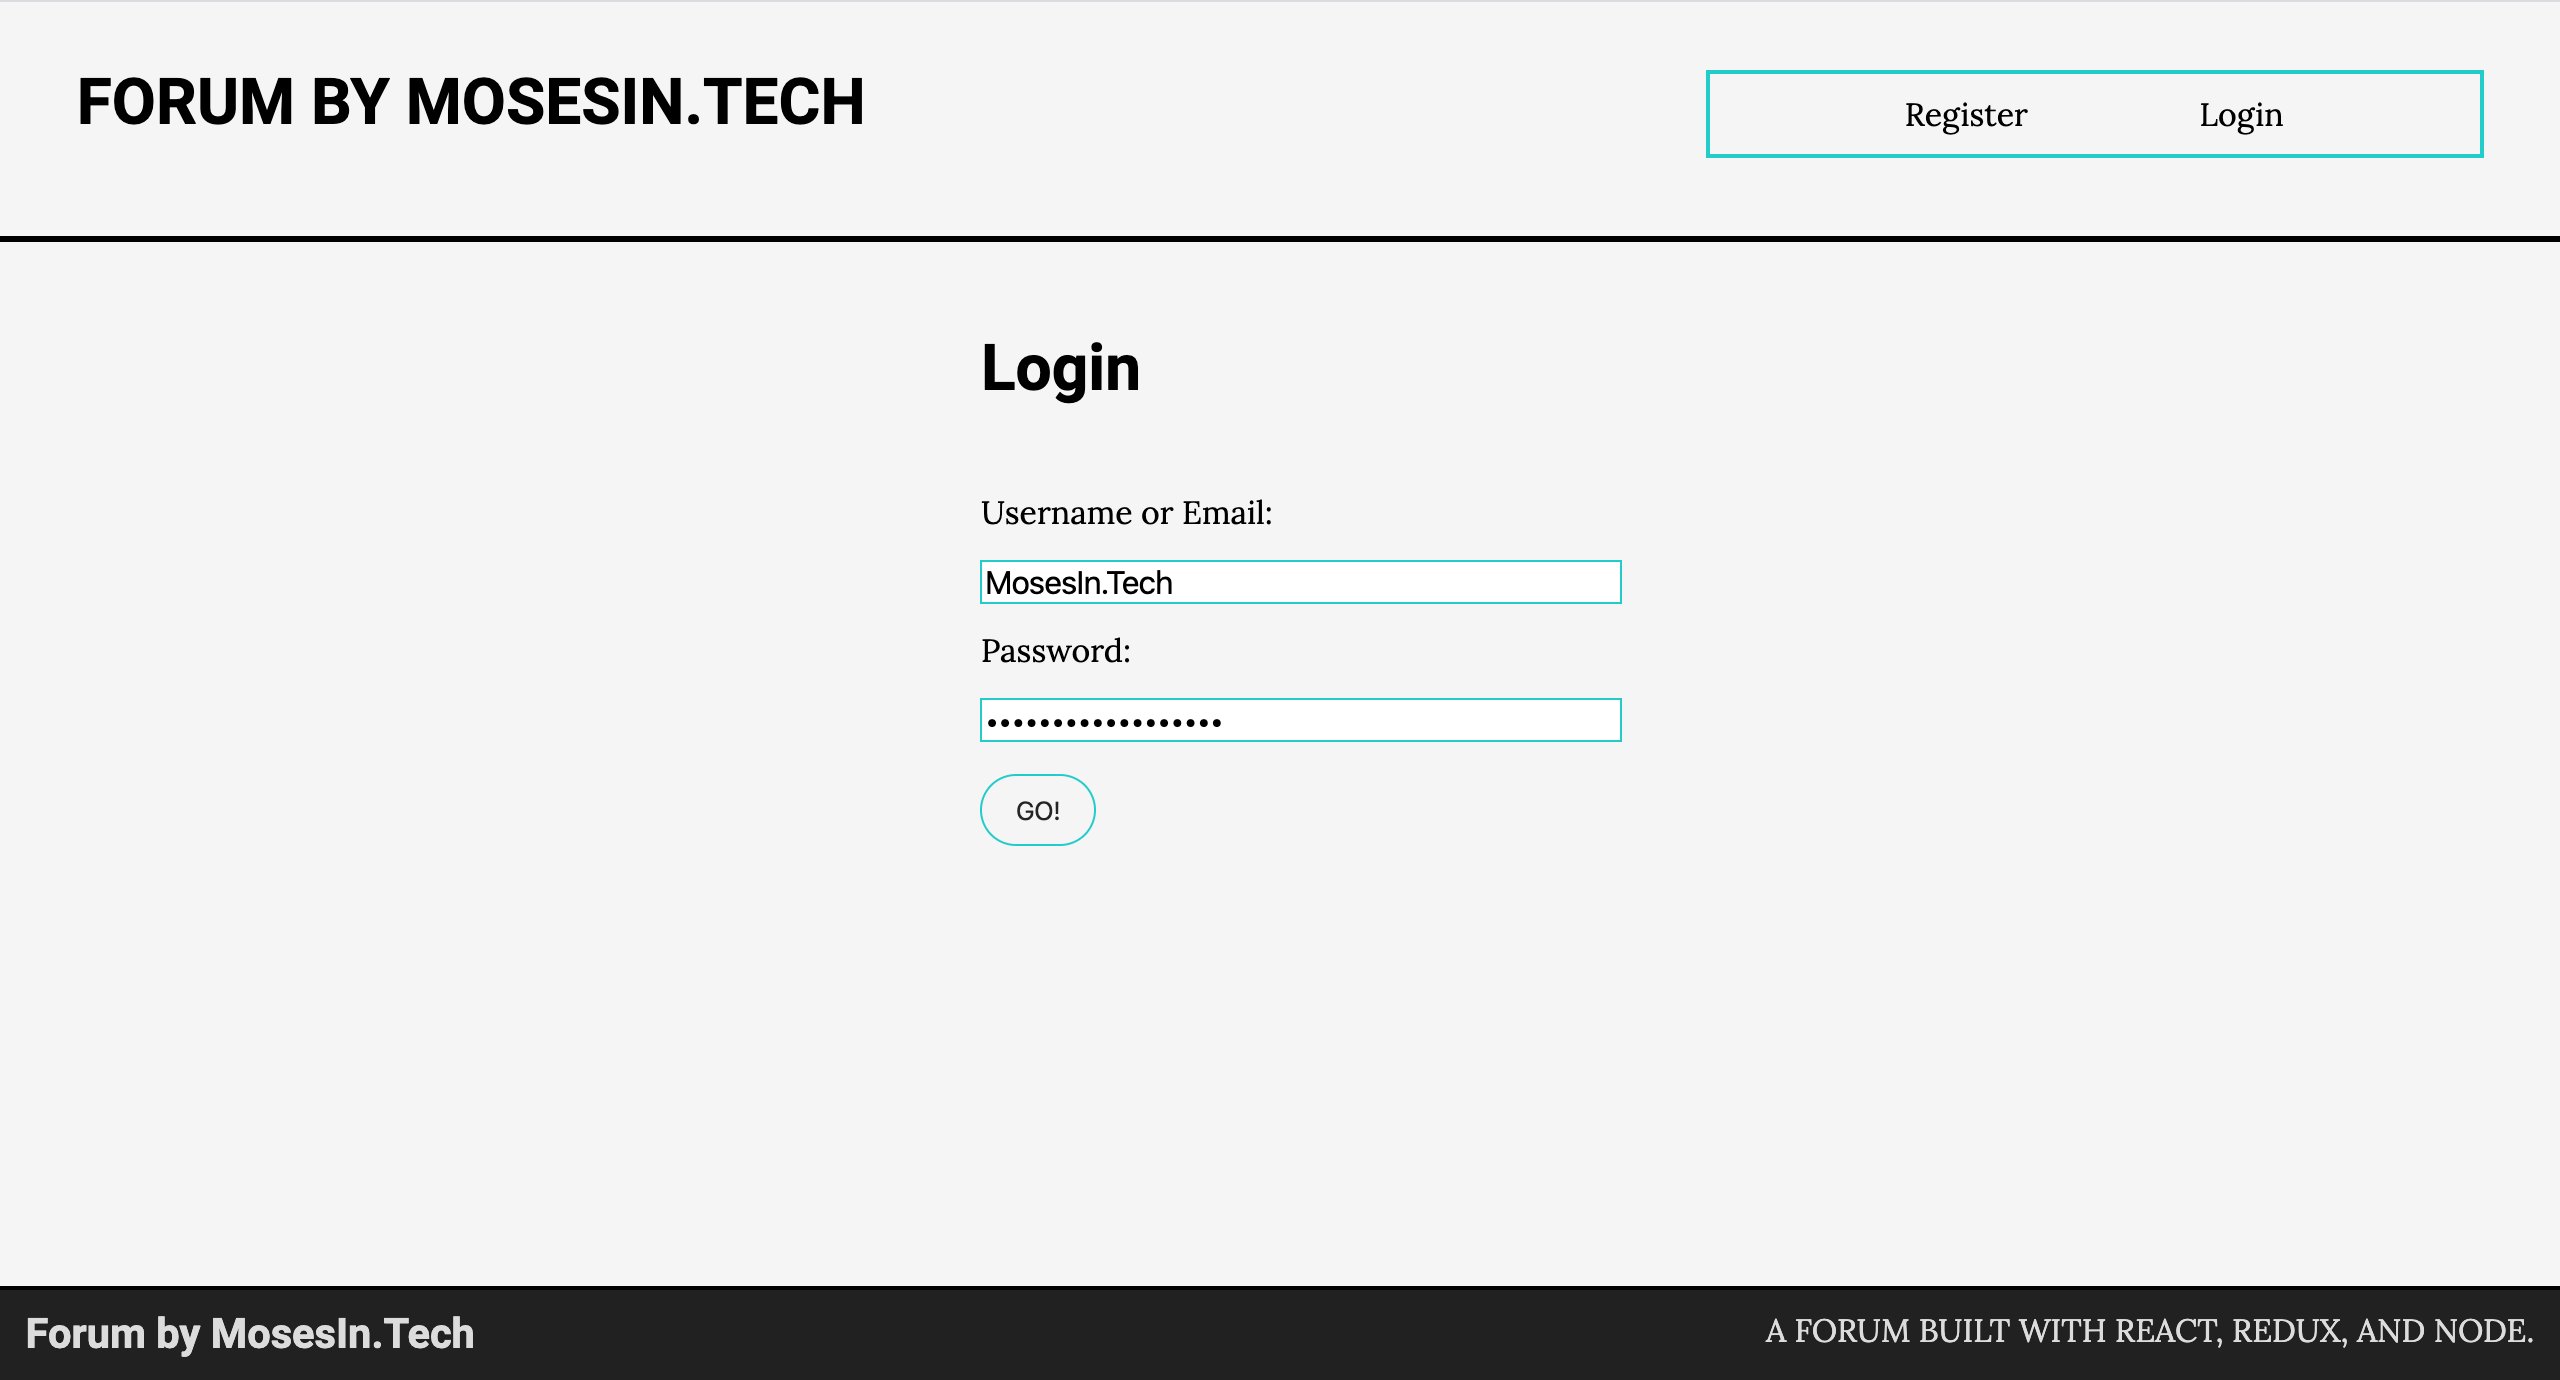 FORUM BY MOSESIN.TECH
Register Login
Login
Username or Email:
MosesIn.Tech
Password:
••••••••••••••••••
GO!
Forum by MosesIn.Tech
A FORUM BUILT WITH REACT, REDUX, AND NODE.